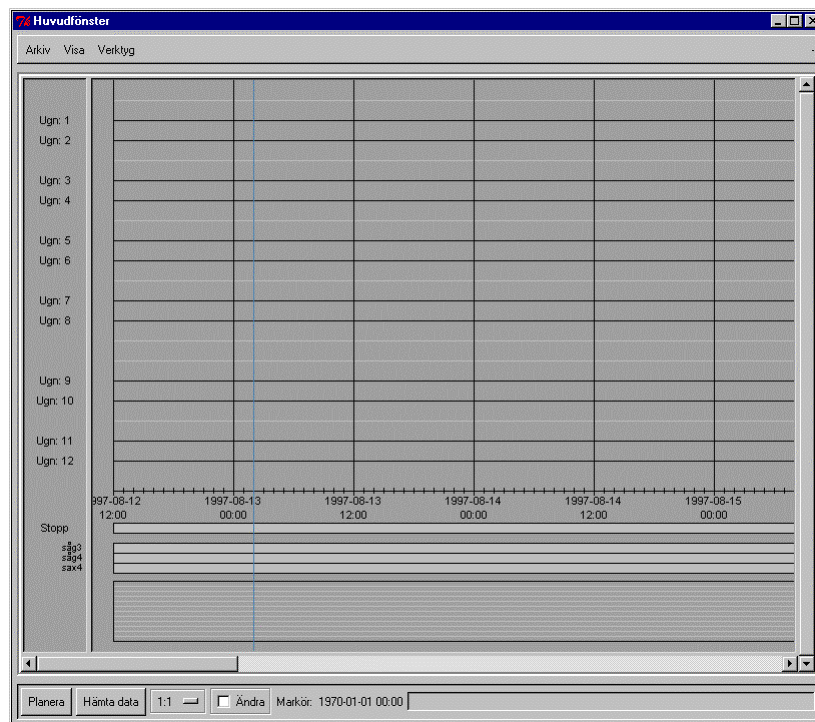 Huvudfönster
Arkiv Visa Verktyg
Ugn: 1
Ugn: 2
Ugn: 3
Ugn: 4
Ugn: 5
Ugn: 6
Ugn: 7
Ugn: 8
Ugn: 9
Ugn: 10
Ugn: 11
Ugn: 12
997-08-12 1997-08-13 1997-08-13 1997-08-14 1997-08-14 1997-08-15
12:00 00:00 12:00 00:00 12:00 00:00
Stopp
såg3
såg4
sax4
Planera Hämta data 1:1 Ändra Markör: 1970-01-01 00:00